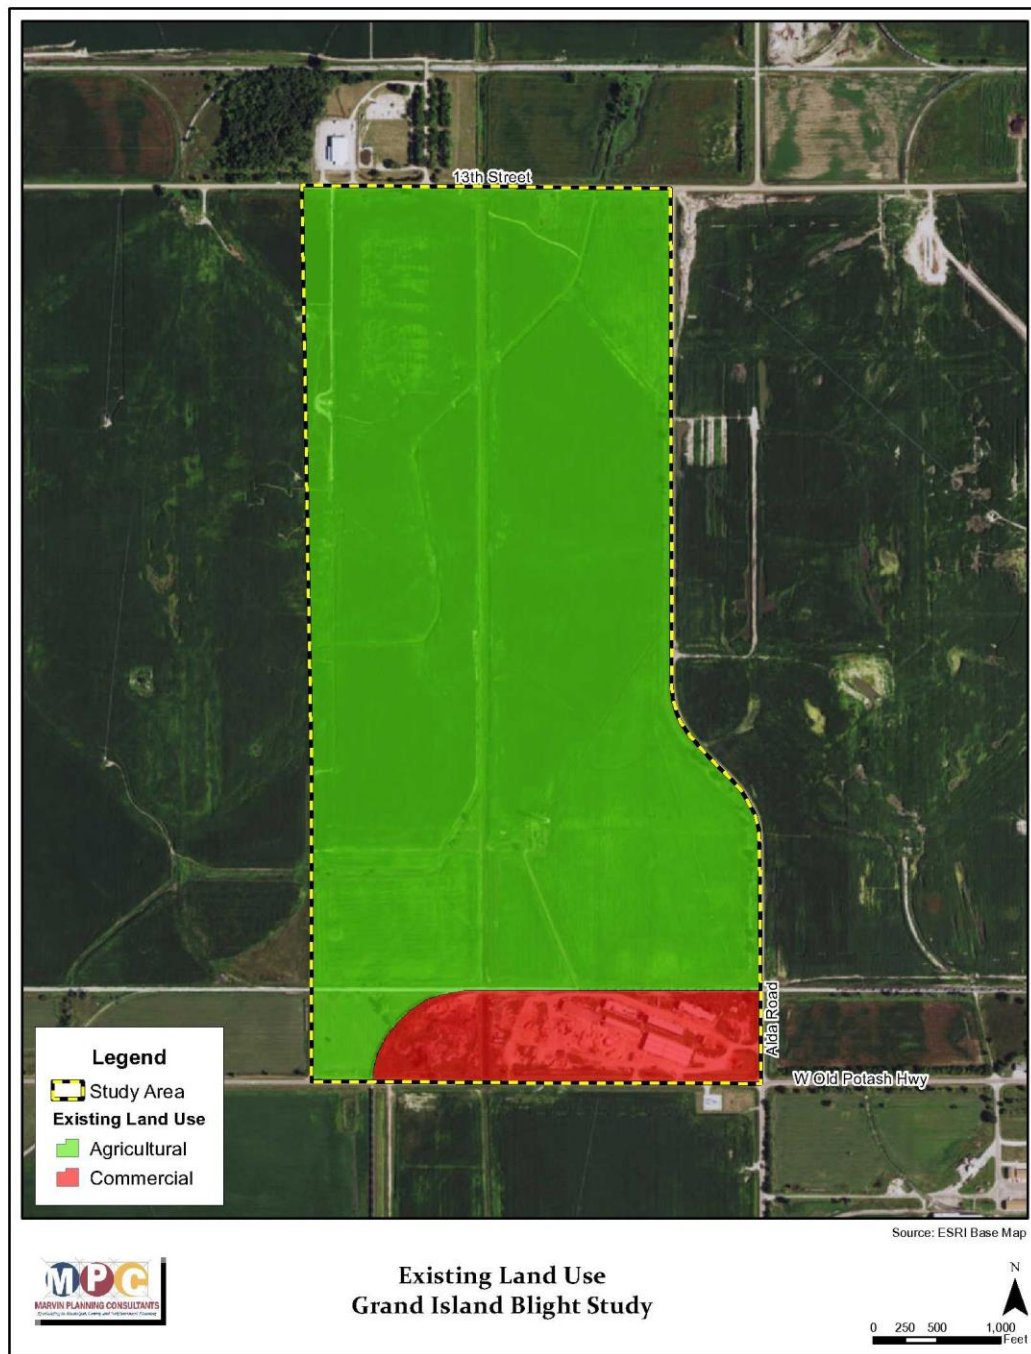 13th Street
Alda Road
W Old Potash Hwy
Legend
Study Area
Existing Land Use
Agricultural
Commercial
Source: ESRI Base Map
MPC
MARVIN PLANNING CONSULTANTS
Existing Land Use
Grand Island Blight Study
N
0 250 500 1,000
Feet